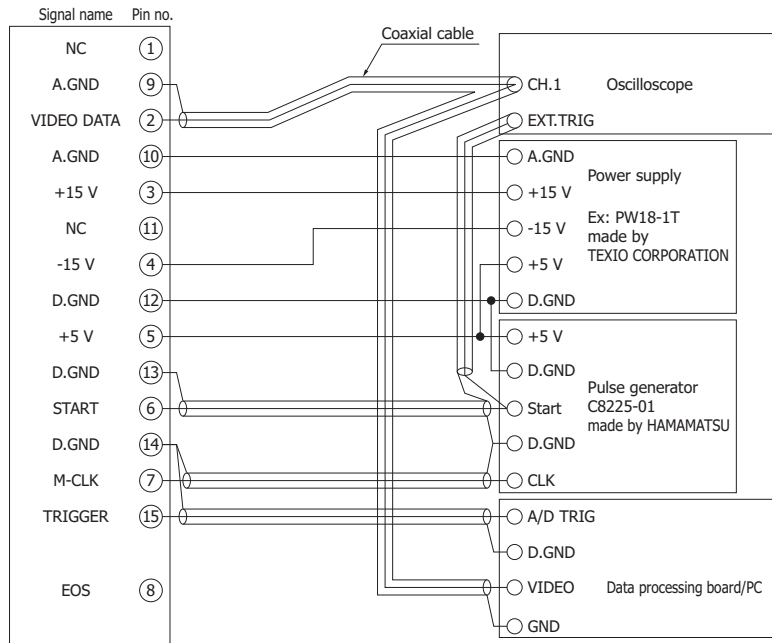 Signal name Pin no.
NC 1
A.GND 9
VIDEO DATA 2
A.GND 10
+15 V 3
NC 11
-15 V 4
D.GND 12
+5 V 5
D.GND 13
START 6
D.GND 14
M-CLK 7
TRIGGER 15
EOS 8
Coaxial cable
CH.1 Oscilloscope
EXT.TRIG
A.GND
Power supply
+15 V
Ex: PW18-1T
-15 V
made by
TEXIO CORPORATION
+5 V
D.GND
+5 V
D.GND
Pulse generator
Start C8225-01
made by HAMAMATSU
D.GND
CLK
A/D TRIG
D.GND
VIDEO Data processing board/PC
GND